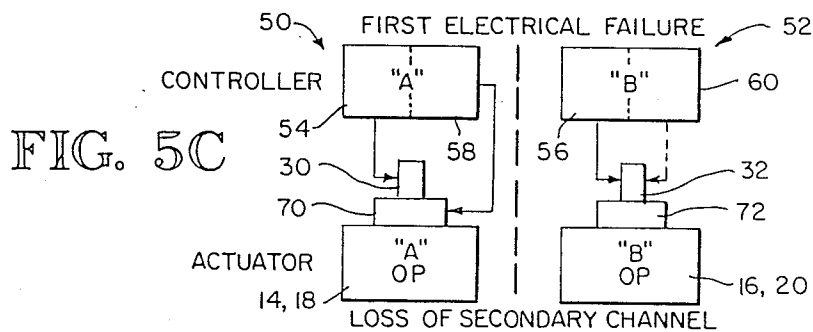 FIRST ELECTRICAL FAILURE
50
52
CONTROLLER
"A"
"B"
60
54
58
56
FIG. 5C
30
32
70
72
ACTUATOR
"A"
OP
"B"
OP
14, 18
16, 20
LOSS OF SECONDARY CHANNEL